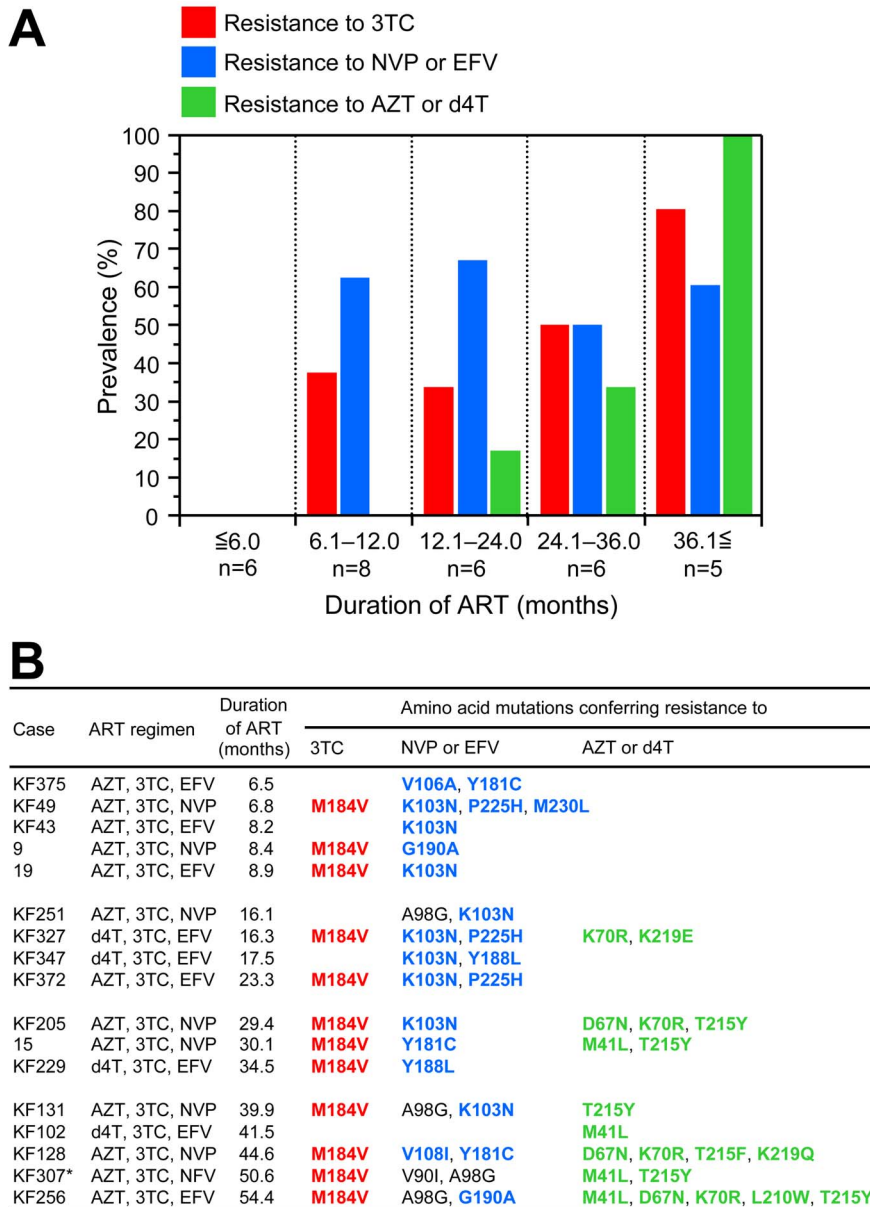 A
Resistance to 3TC
Resistance to NVP or EFV
Resistance to AZT or d4T
Prevalence (%)
100
90
80
70
60
50
40
30
20
10
0
≦6.0 6.1–12.0 12.1–24.0 24.1–36.0 36.1≦
n=6 n=8 n=6 n=6 n=5
Duration of ART (months)
B
Case ART regimen Duration of ART (months) Amino acid mutations conferring resistance to
3TC NVP or EFV AZT or d4T
KF375 AZT, 3TC, EFV 6.5 V106A, Y181C
KF49 AZT, 3TC, NVP 6.8 M184V K103N, P225H, M230L
KF43 AZT, 3TC, EFV 8.2 K103N
9 AZT, 3TC, NVP 8.4 M184V G190A
19 AZT, 3TC, EFV 8.9 M184V K103N
KF251 AZT, 3TC, NVP 16.1 A98G, K103N
KF327 d4T, 3TC, EFV 16.3 M184V K103N, P225H K70R, K219E
KF347 d4T, 3TC, EFV 17.5 K103N, Y188L
KF372 AZT, 3TC, EFV 23.3 M184V K103N, P225H
KF205 AZT, 3TC, NVP 29.4 M184V K103N D67N, K70R, T215Y
15 AZT, 3TC, NVP 30.1 M184V Y181C M41L, T215Y
KF229 d4T, 3TC, EFV 34.5 M184V Y188L
KF131 AZT, 3TC, NVP 39.9 M184V A98G, K103N T215Y
KF102 d4T, 3TC, EFV 41.5 M41L
KF128 AZT, 3TC, NVP 44.6 M184V V108I, Y181C D67N, K70R, T215F, K219Q
KF307* AZT, 3TC, NFV 50.6 M184V V90I, A98G M41L, T215Y
KF256 AZT, 3TC, EFV 54.4 M184V A98G, G190A M41L, D67N, K70R, L210W, T215Y